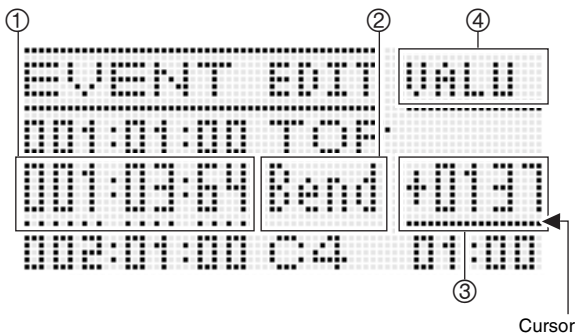 ① ② ④
EVENT EDIT VALU
001:01:00 TOP
001:03:64 Bend +0137
002:01:00 C4 01:00
③
Cursor